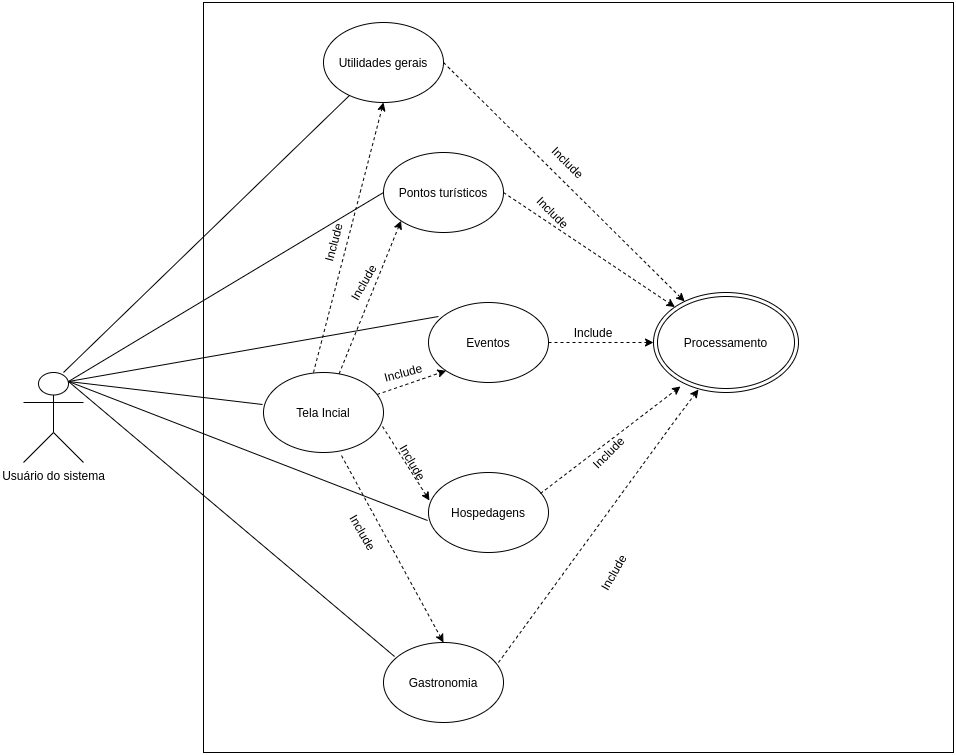 Utilidades gerais
Include
Pontos turísticos
Include
Include
Include
Eventos
Include
Processamento
Include
Tela Incial
Include
Include
Usuário do sistema
Hospedagens
Include
Include
Gastronomia